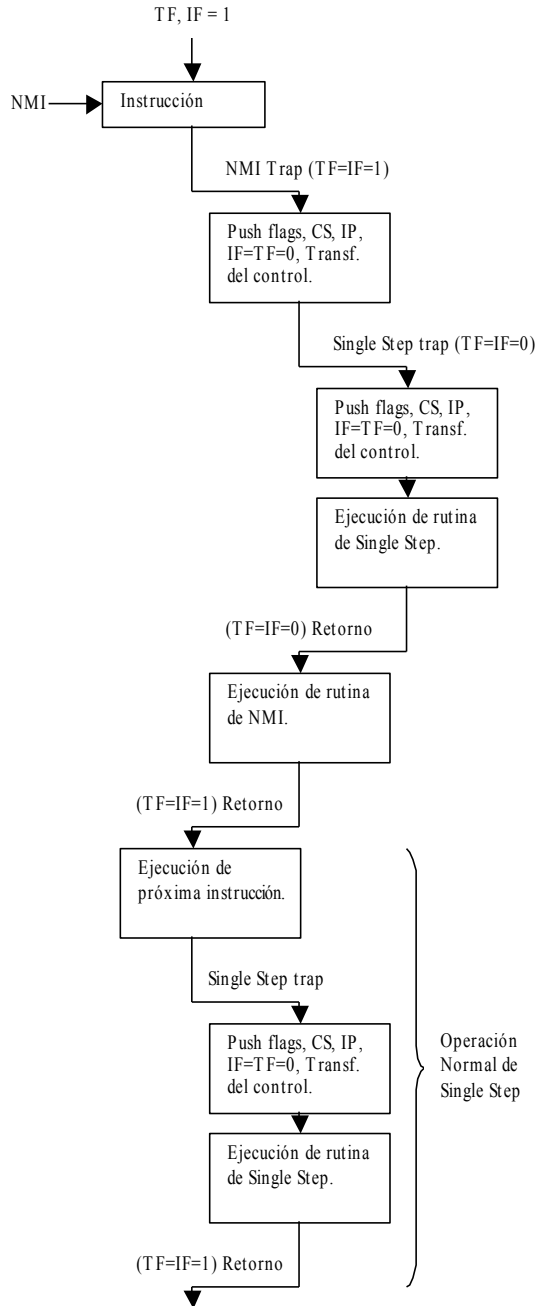 TF, IF = 1
NMI
Instrucción
NMI Trap (TF=IF=1)
Push flags, CS, IP,
IF=TF=0, Transf.
del control.
Single Step trap (TF=IF=0)
Push flags, CS, IP,
IF=TF=0, Transf.
del control.
Ejecución de rutina
de Single Step.
(TF=IF=0) Retorno
Ejecución de rutina
de NMI.
(TF=IF=1) Retorno
Ejecución de
próxima instrucción.
Single Step trap
Push flags, CS, IP,
IF=TF=0, Transf.
del control.
Operación
Normal de
Single Step
Ejecución de rutina
de Single Step.
(TF=IF=1) Retorno